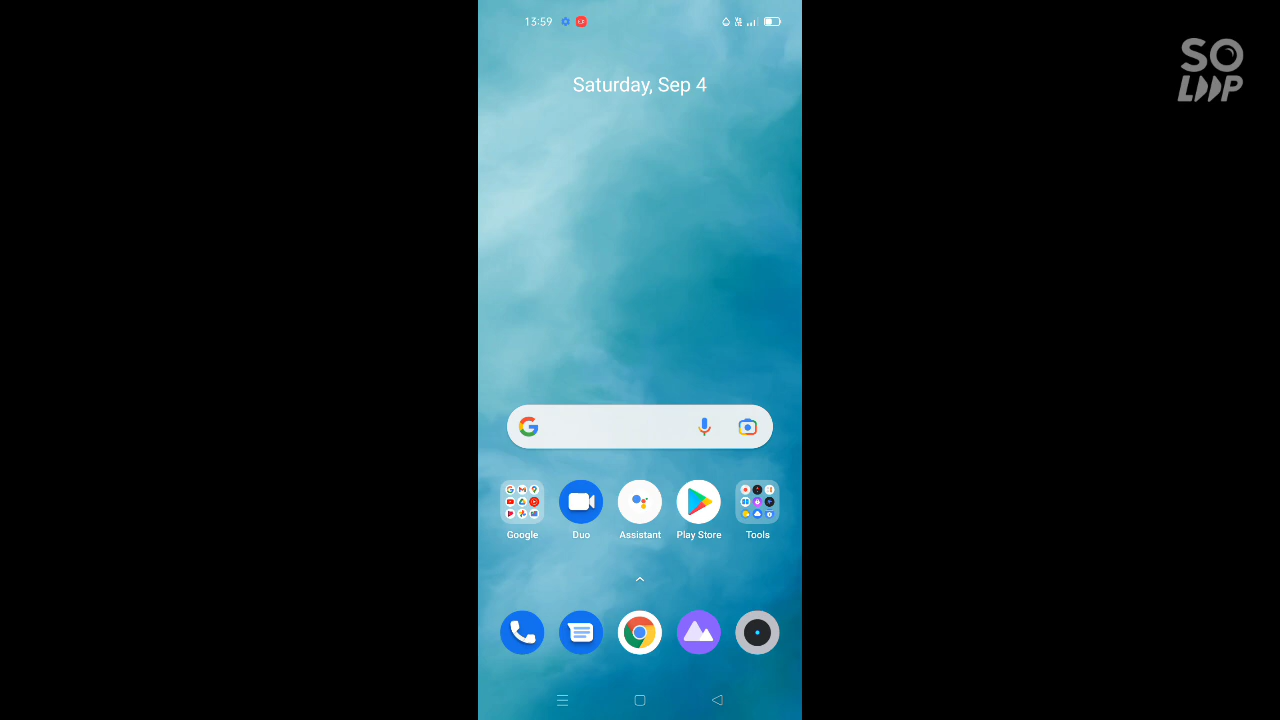 13:59
Saturday, Sep 4
SO
LOOP
Google
Duo
Assistant
Play Store
Tools